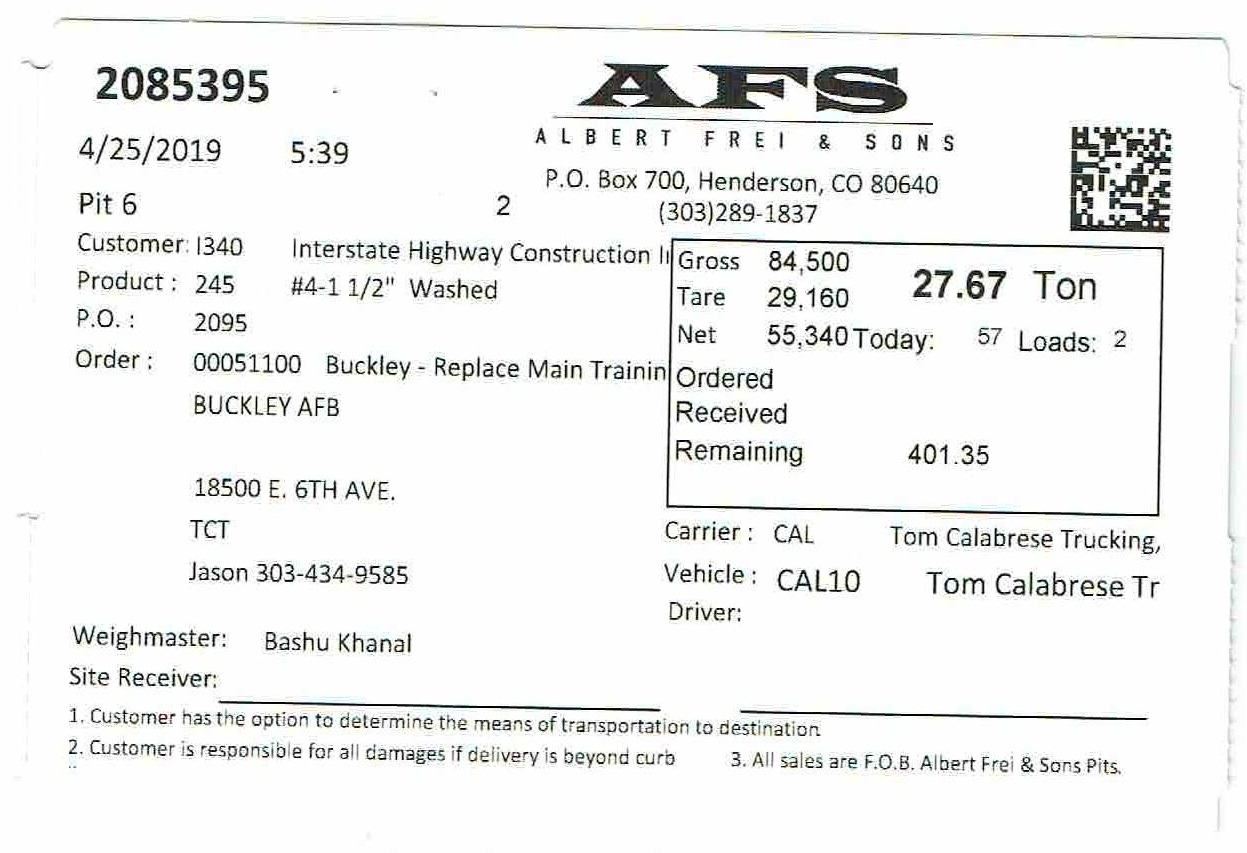 2085395
AFS
ALBERT FREI & SONS
4/25/2019 5:39
P.O. Box 700, Henderson, CO 80640
Pit 6 2 (303)289-1837
Customer: I340 Interstate Highway Construction I
Gross 84,500 27.67 Ton
Product : 245 #4-1 1/2" Washed
Tare 29,160
P.O. : 2095
Net 55,340 Today: 57 Loads: 2
Order : 00051100 Buckley - Replace Main Trainin
Ordered
BUCKLEY AFB
Received
Remaining 401.35
18500 E. 6TH AVE.
TCT
Carrier : CAL Tom Calabrese Trucking,
Jason 303-434-9585
Vehicle : CAL10 Tom Calabrese Tr
Driver:
Weighmaster: Bashu Khanal
Site Receiver:
1. Customer has the option to determine the means of transportation to destination
2. Customer is responsible for all damages if delivery is beyond curb 3. All sales are F.O.B. Albert Frei & Sons Pits.